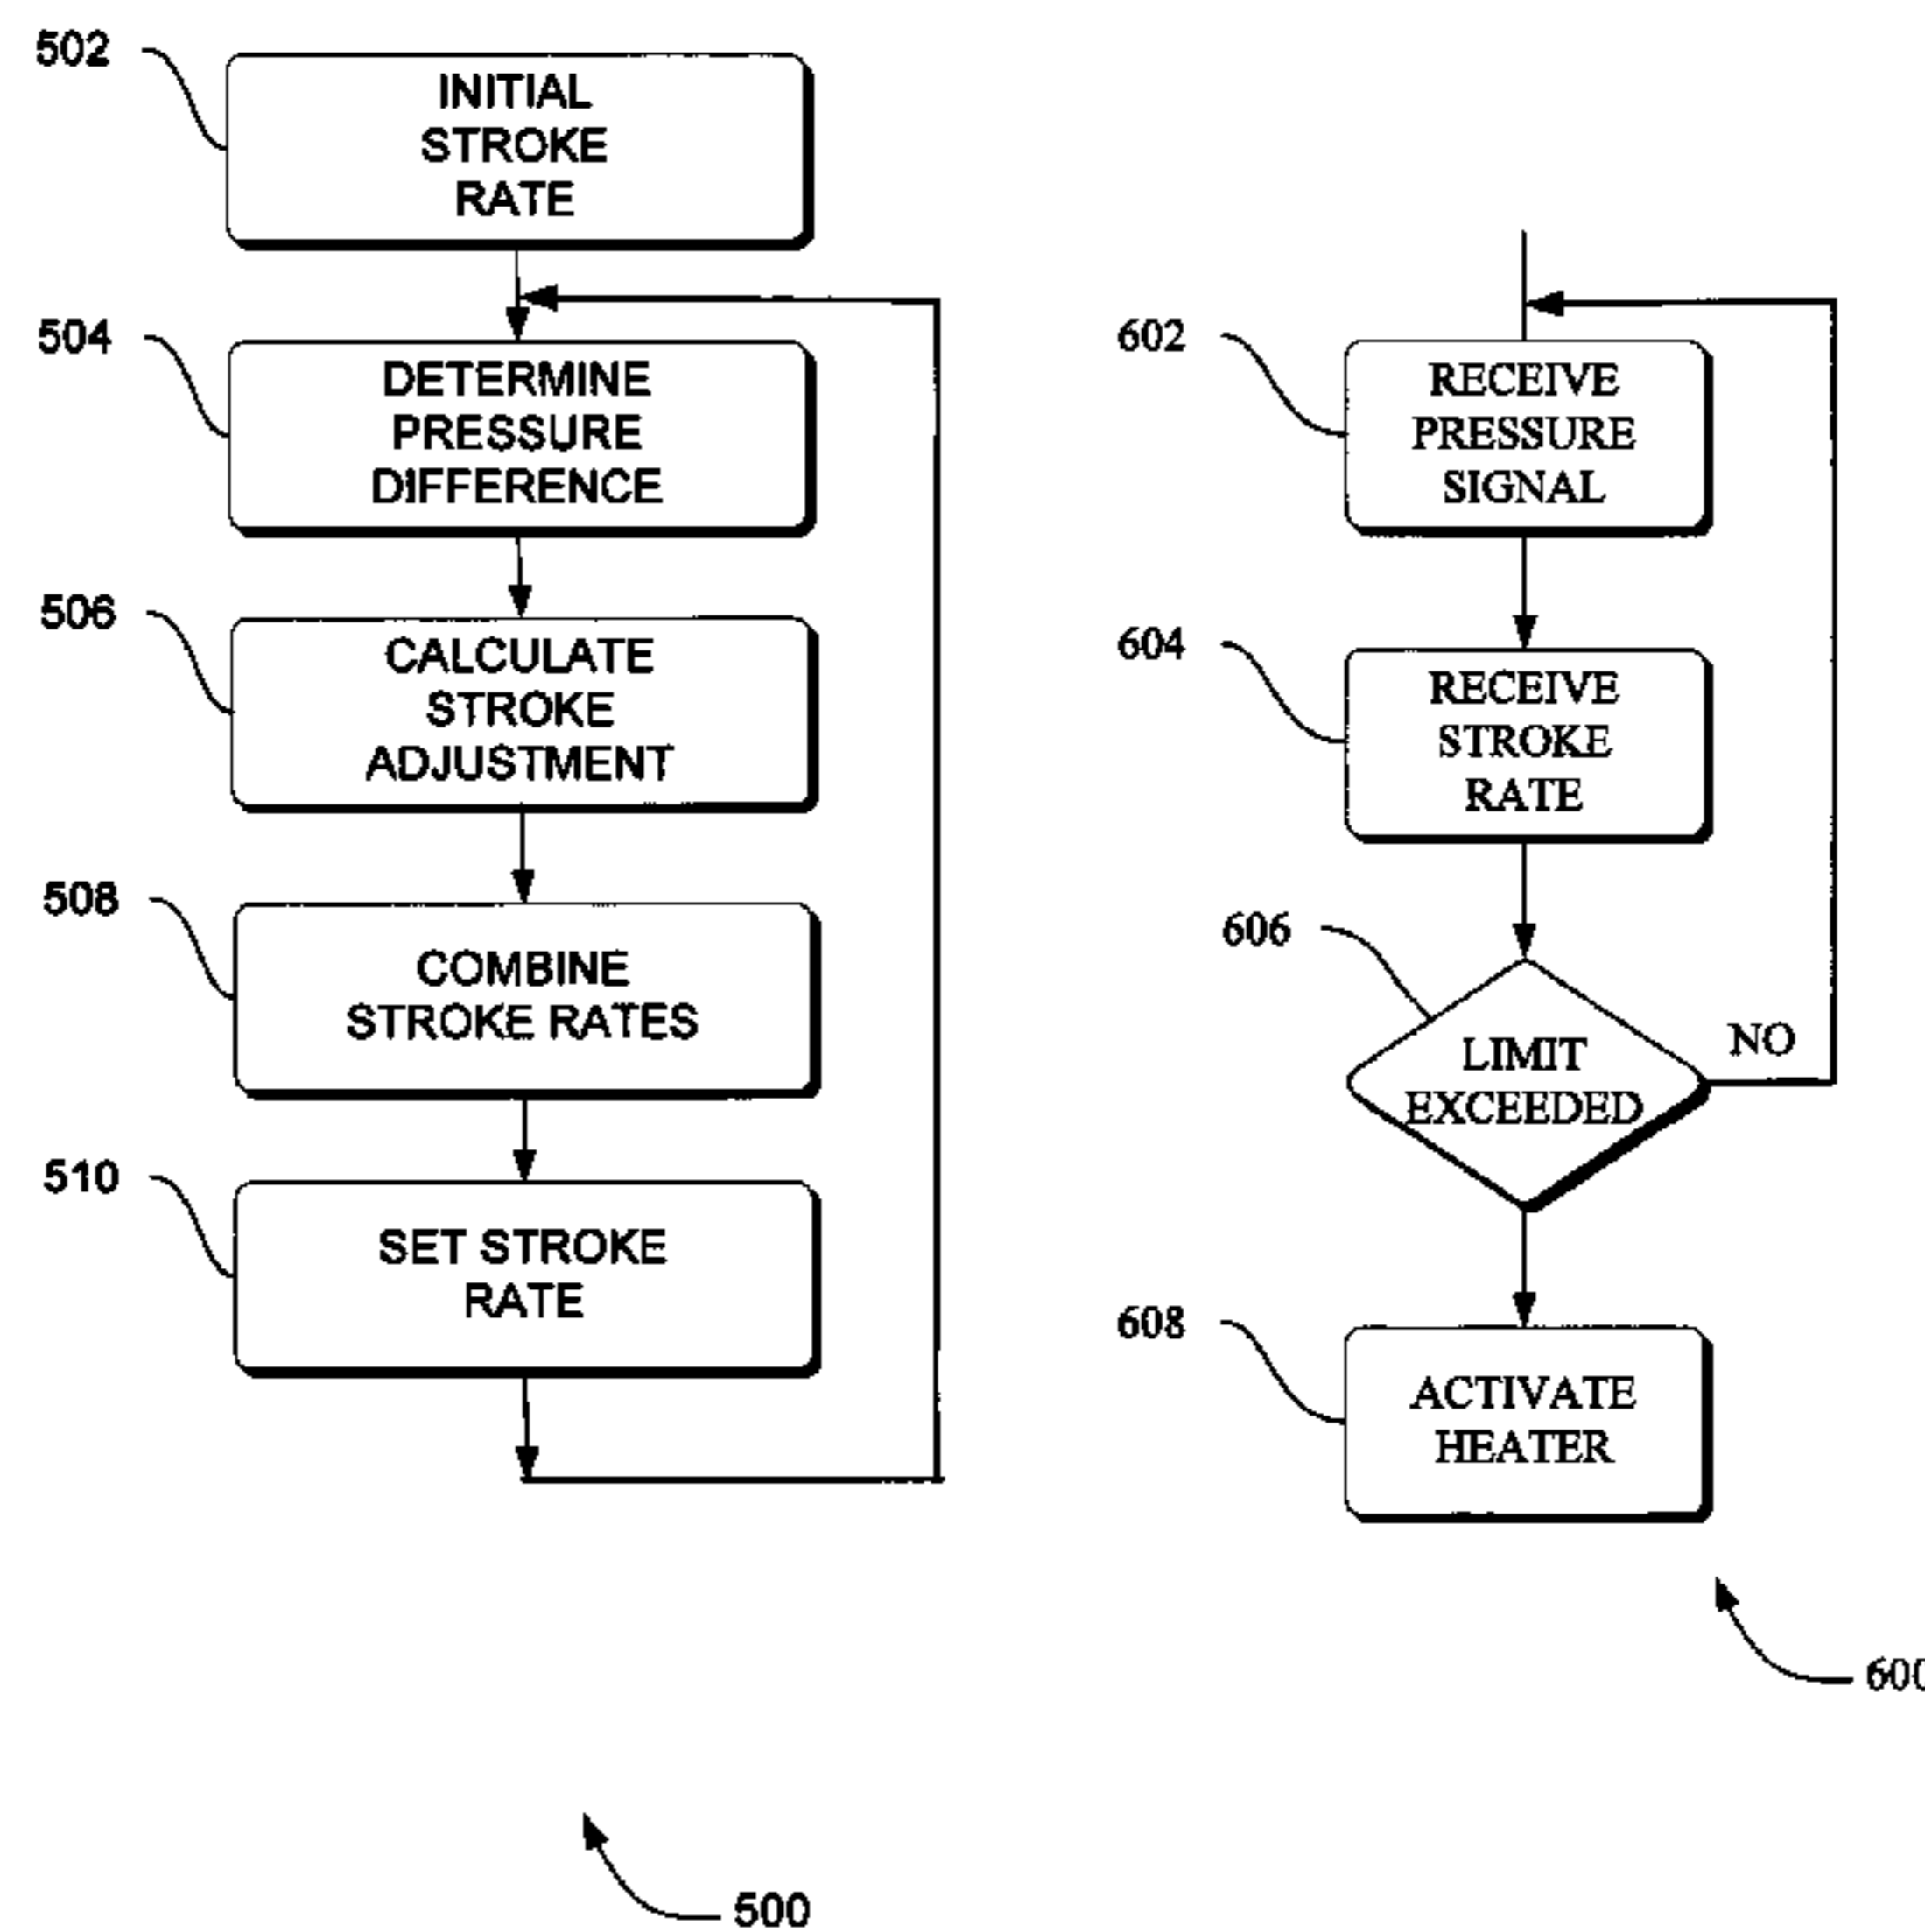 502
INITIAL
STROKE
RATE
504
DETERMINE
PRESSURE
DIFFERENCE
506
CALCULATE
STROKE
ADJUSTMENT
508
COMBINE
STROKE RATES
510
SET STROKE
RATE
500
602
RECEIVE
PRESSURE
SIGNAL
604
RECEIVE
STROKE
RATE
606
LIMIT
EXCEEDED
NO
608
ACTIVATE
HEATER
600